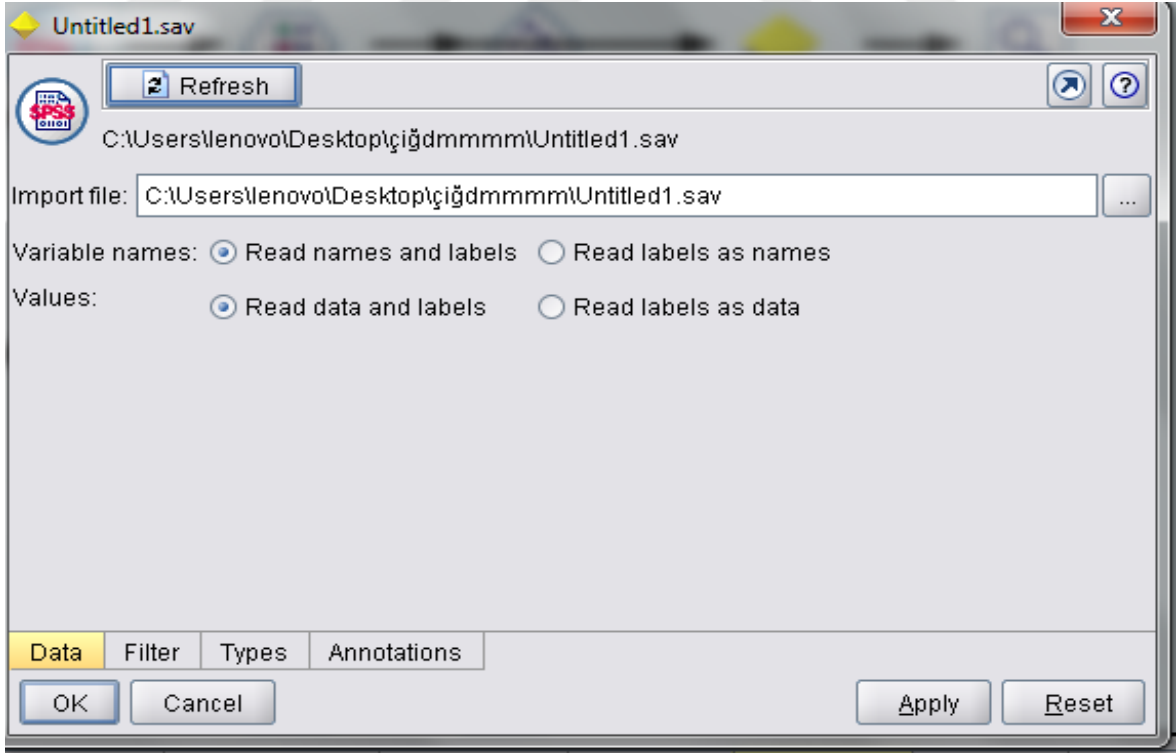 Untitled1.sav
Refresh
C:\Users\lenovo\Desktop\çiğdmmmm\Untitled1.sav
Import file: C:\Users\lenovo\Desktop\çiğdmmmm\Untitled1.sav ...
Variable names: Read names and labels Read labels as names
Values: Read data and labels Read labels as data
Data Filter Types Annotations
OK Cancel Apply Reset